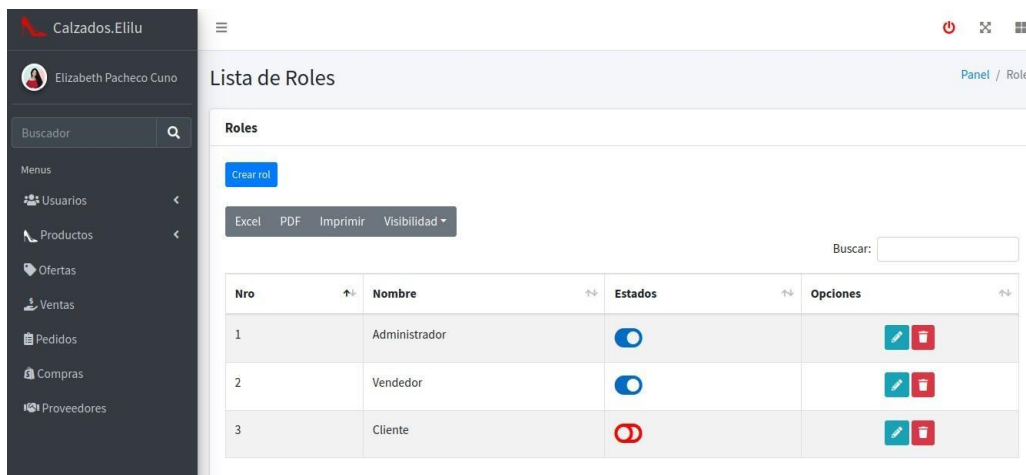 Calzados.Elilu
Elizabeth Pacheco Cuno
Buscador
Menus
Usuarios
Productos
Ofertas
Ventas
Pedidos
Compras
Proveedores
Lista de Roles
Panel / Role
Roles
Crear rol
Excel PDF Imprimir Visibilidad
Buscar:
Nro Nombre Estados Opciones
1 Administrador
2 Vendedor
3 Cliente